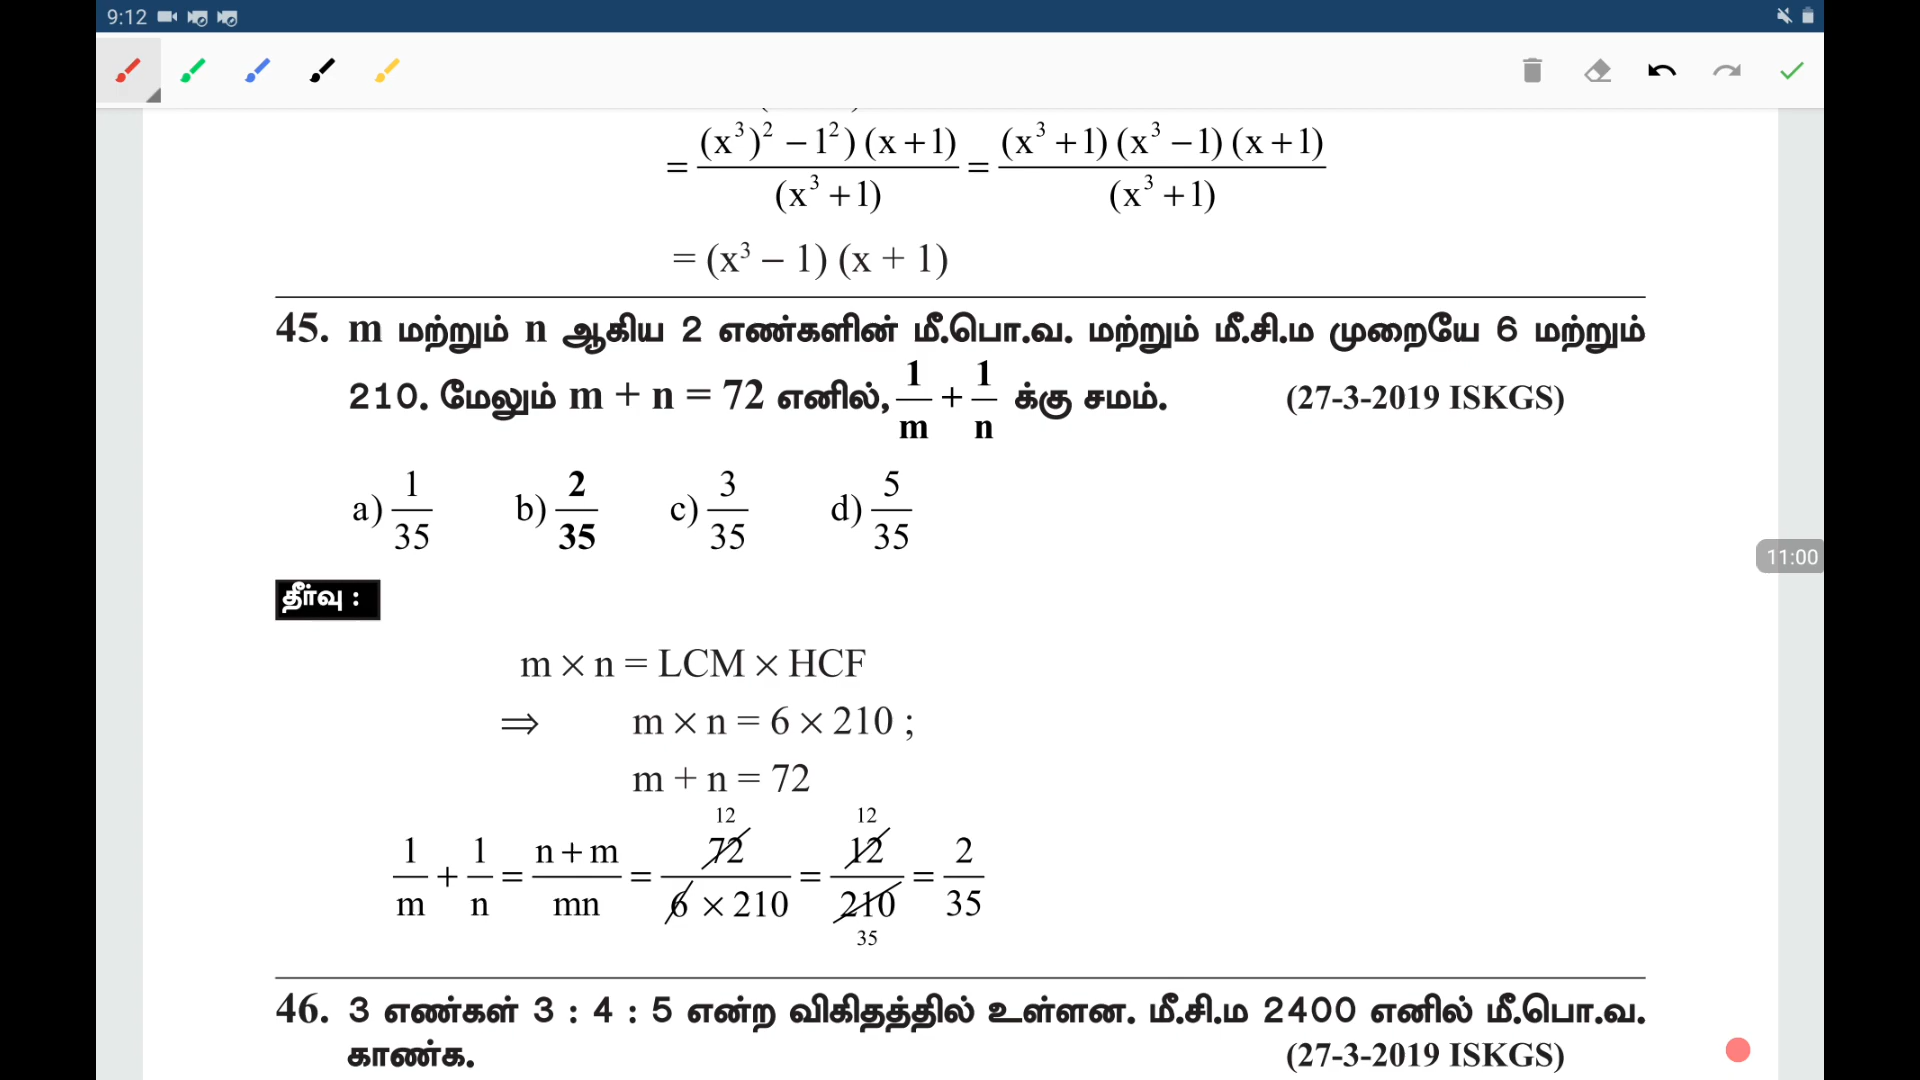 9:12
= (x³)² − 1²) (x + 1) / (x³ + 1) = (x³ + 1) (x³ − 1) (x + 1) / (x³ + 1)
= (x³ − 1) (x + 1)
45. m மற்றும் n ஆகிய 2 எண்களின் மீ.பொ.வ. மற்றும் மீ.சி.ம முறையே 6 மற்றும்
210. மேலும் m + n = 72 எனில், 1/m + 1/n க்கு சமம். (27-3-2019 ISKGS)
a) 1/35 b) 2/35 c) 3/35 d) 5/35
11:00
தீர்வு :
m × n = LCM × HCF
⇒ m × n = 6 × 210 ;
m + n = 72
12 12
1/m + 1/n = n + m / mn = 72 / 6 × 210 = 12 / 210 = 2/35
35
46. 3 எண்கள் 3 : 4 : 5 என்ற விகிதத்தில் உள்ளன. மீ.சி.ம 2400 எனில் மீ.பொ.வ.
காண்க. (27-3-2019 ISKGS)